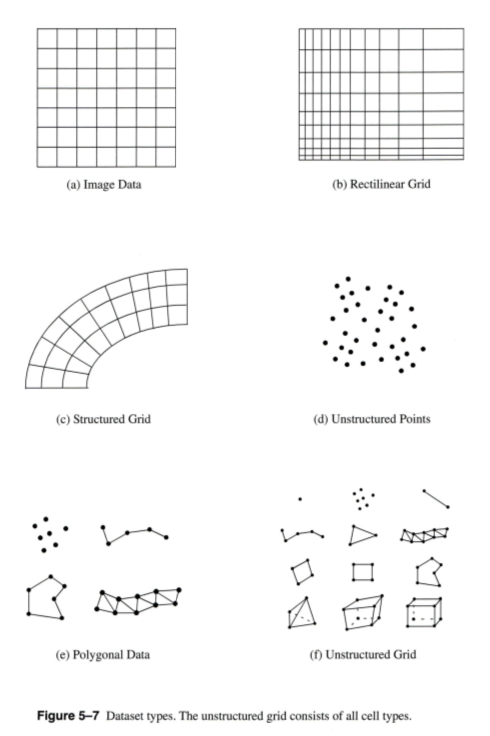 (a) Image Data
(b) Rectilinear Grid
(c) Structured Grid
(d) Unstructured Points
(e) Polygonal Data
(f) Unstructured Grid
Figure 5–7 Dataset types. The unstructured grid consists of all cell types.